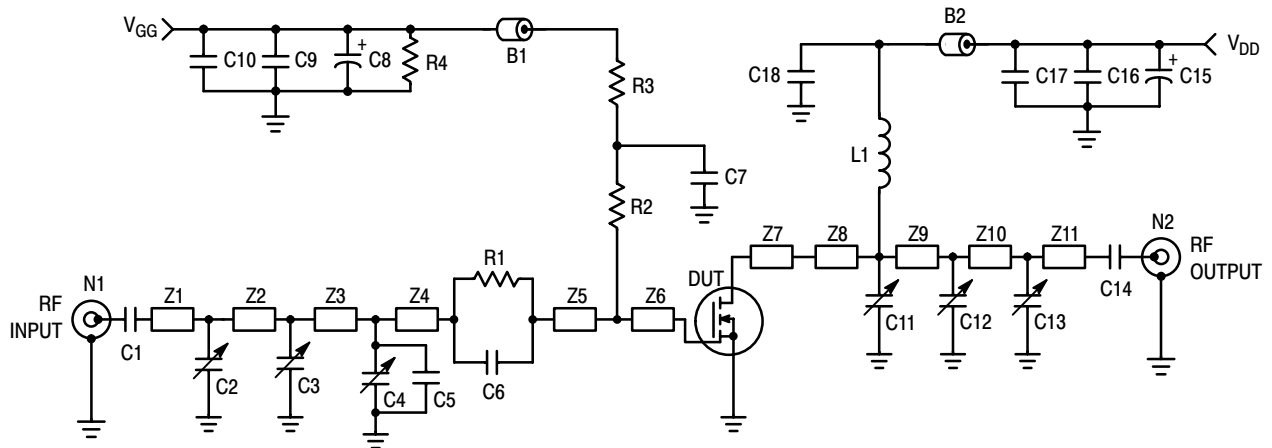 VGG
C10
C9
+
C8
R4
B1
R3
C7
R2
B2
C18
C17
C16
+
C15
VDD
L1
N1
RF
INPUT
C1
Z1
Z2
Z3
Z4
R1
C6
Z5
Z6
C2
C3
C4
C5
DUT
Z7
Z8
Z9
Z10
Z11
C11
C12
C13
C14
N2
RF
OUTPUT